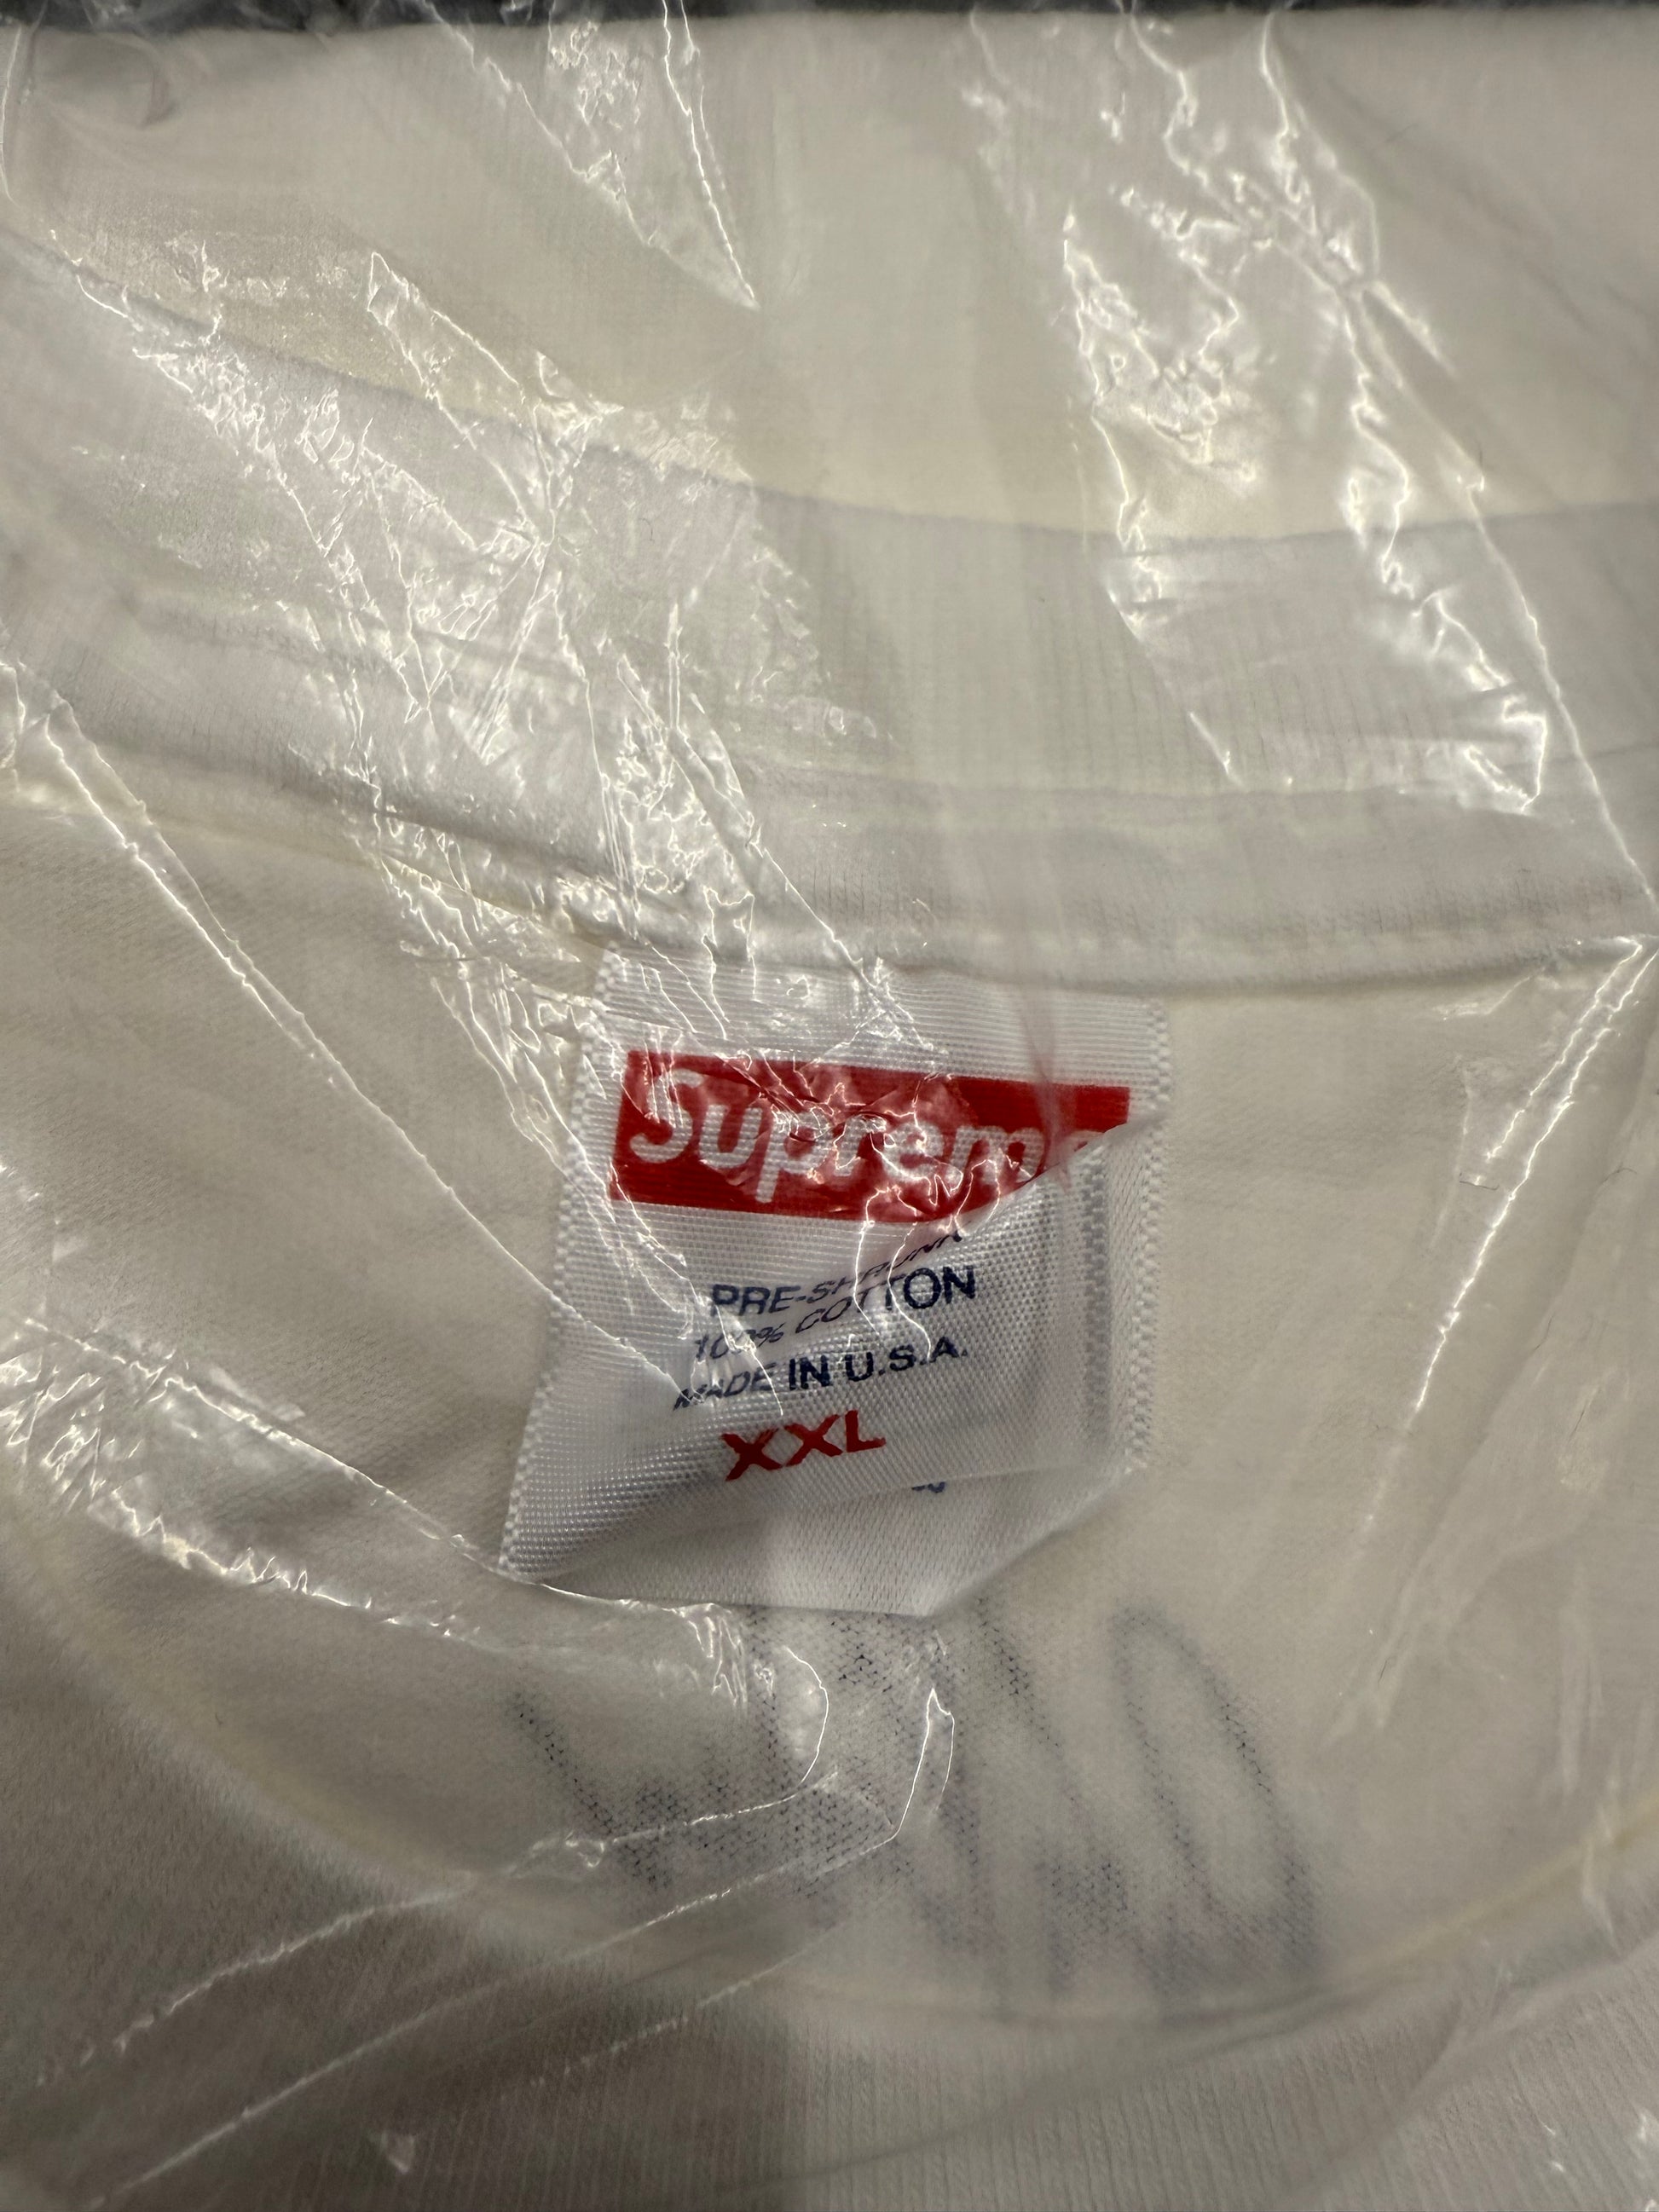 Supreme
PRE-SHRUNK
100% COTTON
MADE IN U.S.A.
XXL